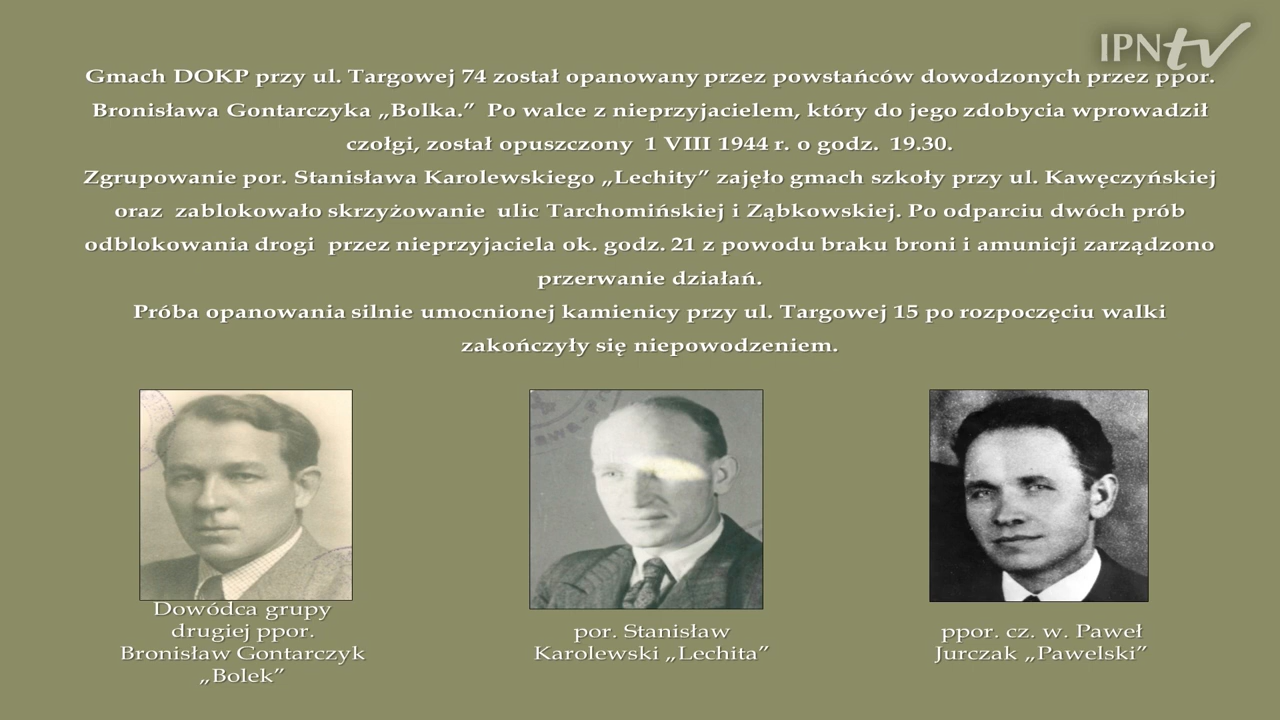 IPNtv
Gmach DOKP przy ul. Targowej 74 został opanowany przez powstańców dowodzonych przez ppor.
Bronisława Gontarczyka „Bolka.” Po walce z nieprzyjacielem, który do jego zdobycia wprowadził
czołgi, został opuszczony 1 VIII 1944 r. o godz. 19.30.
Zgrupowanie por. Stanisława Karolewskiego „Lechity” zajęło gmach szkoły przy ul. Kawęczyńskiej
oraz zablokowało skrzyżowanie ulic Tarchomińskiej i Ząbkowskiej. Po odparciu dwóch prób
odblokowania drogi przez nieprzyjaciela ok. godz. 21 z powodu braku broni i amunicji zarządzono
przerwanie działań.
Próba opanowania silnie umocnionej kamienicy przy ul. Targowej 15 po rozpoczęciu walki
zakończyły się niepowodzeniem.
Dowódca grupy
drugiej ppor.
Bronisław Gontarczyk
„Bolek”
por. Stanisław
Karolewski „Lechita”
ppor. cz. w. Paweł
Jurczak „Pawelski”